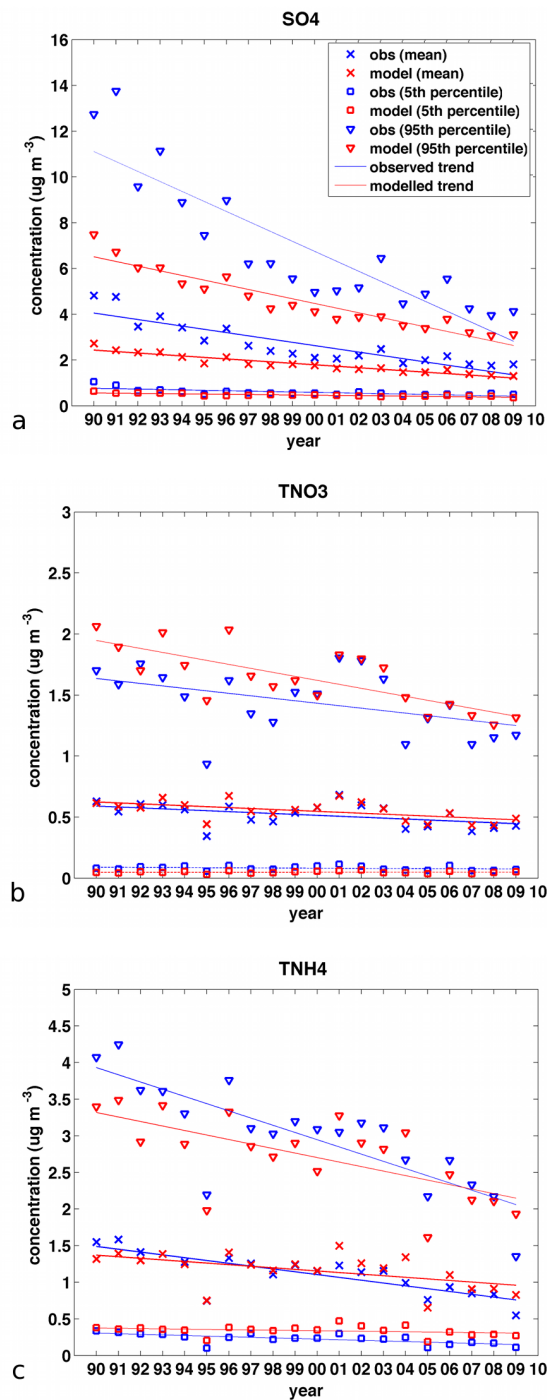 SO4
16
14
12
10
8
6
4
2
0
concentration (ug m -3)
obs (mean)
model (mean)
obs (5th percentile)
model (5th percentile)
obs (95th percentile)
model (95th percentile)
observed trend
modelled trend
90 91 92 93 94 95 96 97 98 99 00 01 02 03 04 05 06 07 08 09 10
year
a
TNO3
3
2.5
2
1.5
1
0.5
0
concentration (ug m -3)
90 91 92 93 94 95 96 97 98 99 00 01 02 03 04 05 06 07 08 09 10
year
b
TNH4
5
4.5
4
3.5
3
2.5
2
1.5
1
0.5
0
concentration (ug m -3)
90 91 92 93 94 95 96 97 98 99 00 01 02 03 04 05 06 07 08 09 10
year
c